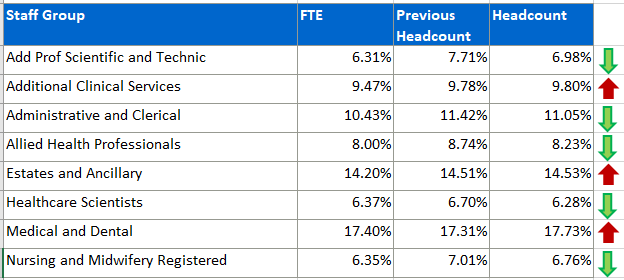 Staff Group FTE Previous Headcount Headcount
Add Prof Scientific and Technic 6.31% 7.71% 6.98%
Additional Clinical Services 9.47% 9.78% 9.80%
Administrative and Clerical 10.43% 11.42% 11.05%
Allied Health Professionals 8.00% 8.74% 8.23%
Estates and Ancillary 14.20% 14.51% 14.53%
Healthcare Scientists 6.37% 6.70% 6.28%
Medical and Dental 17.40% 17.31% 17.73%
Nursing and Midwifery Registered 6.35% 7.01% 6.76%